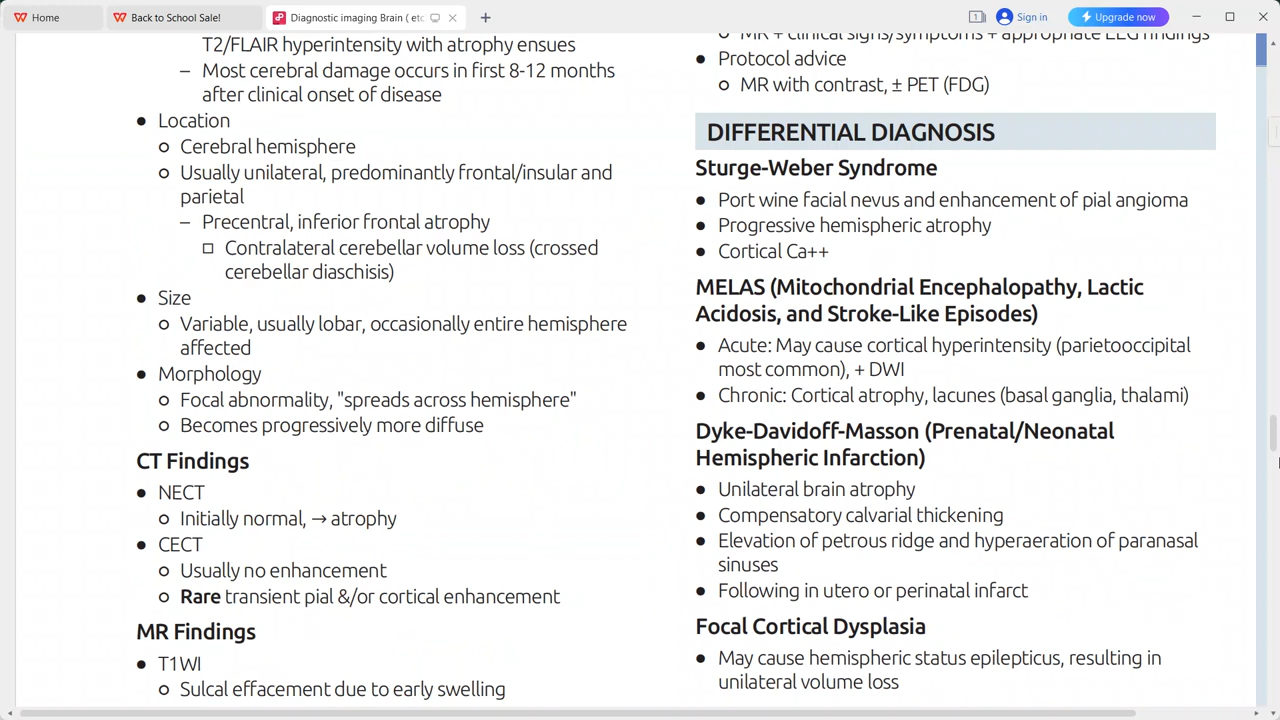 Home
Back to School Sale!
Diagnostic imaging Brain ( etc
1
Sign in
Upgrade now
T2/FLAIR hyperintensity with atrophy ensues
– Most cerebral damage occurs in first 8-12 months
after clinical onset of disease
● Location
○ Cerebral hemisphere
○ Usually unilateral, predominantly frontal/insular and
parietal
– Precentral, inferior frontal atrophy
□ Contralateral cerebellar volume loss (crossed
cerebellar diaschisis)
● Size
○ Variable, usually lobar, occasionally entire hemisphere
affected
● Morphology
○ Focal abnormality, "spreads across hemisphere"
○ Becomes progressively more diffuse
CT Findings
● NECT
○ Initially normal, → atrophy
● CECT
○ Usually no enhancement
○ Rare transient pial &/or cortical enhancement
MR Findings
● T1WI
○ Sulcal effacement due to early swelling
○ MR + clinical signs/symptoms + appropriate EEG findings
● Protocol advice
○ MR with contrast, ± PET (FDG)
DIFFERENTIAL DIAGNOSIS
Sturge-Weber Syndrome
● Port wine facial nevus and enhancement of pial angioma
● Progressive hemispheric atrophy
● Cortical Ca++
MELAS (Mitochondrial Encephalopathy, Lactic
Acidosis, and Stroke-Like Episodes)
● Acute: May cause cortical hyperintensity (parietooccipital
most common), + DWI
● Chronic: Cortical atrophy, lacunes (basal ganglia, thalami)
Dyke-Davidoff-Masson (Prenatal/Neonatal
Hemispheric Infarction)
● Unilateral brain atrophy
● Compensatory calvarial thickening
● Elevation of petrous ridge and hyperaeration of paranasal
sinuses
● Following in utero or perinatal infarct
Focal Cortical Dysplasia
● May cause hemispheric status epilepticus, resulting in
unilateral volume loss